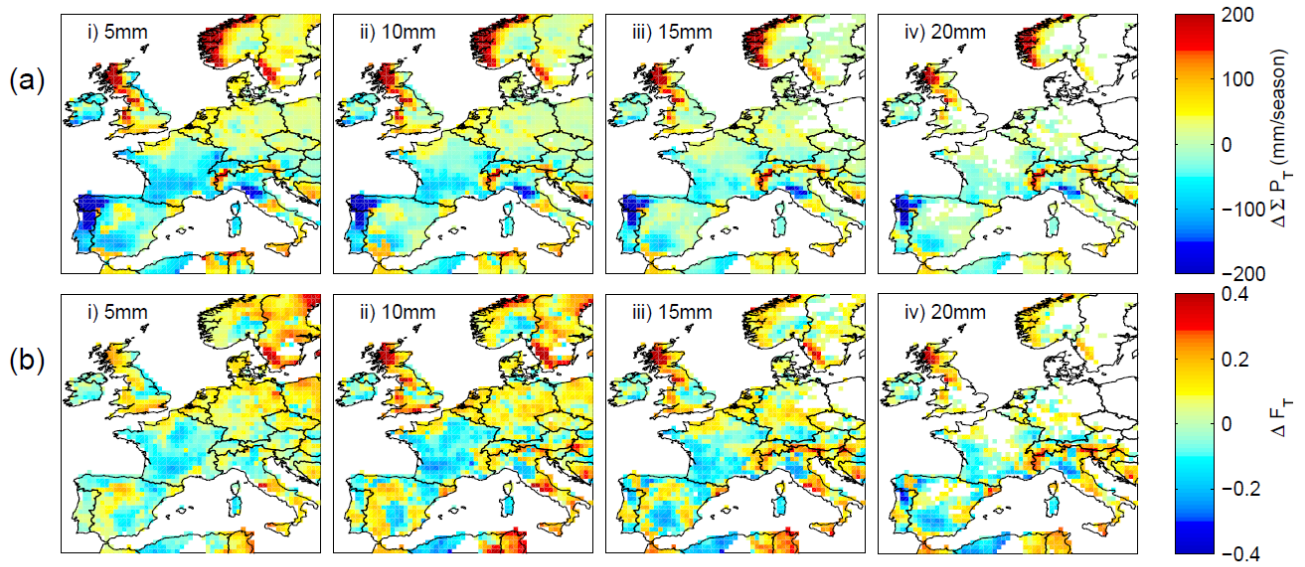 (a)
i) 5mm
ii) 10mm
iii) 15mm
iv) 20mm
200
100
0
−100
−200
Δ Σ P_T (mm/season)
(b)
i) 5mm
ii) 10mm
iii) 15mm
iv) 20mm
0.4
0.2
0
−0.2
−0.4
Δ F_T